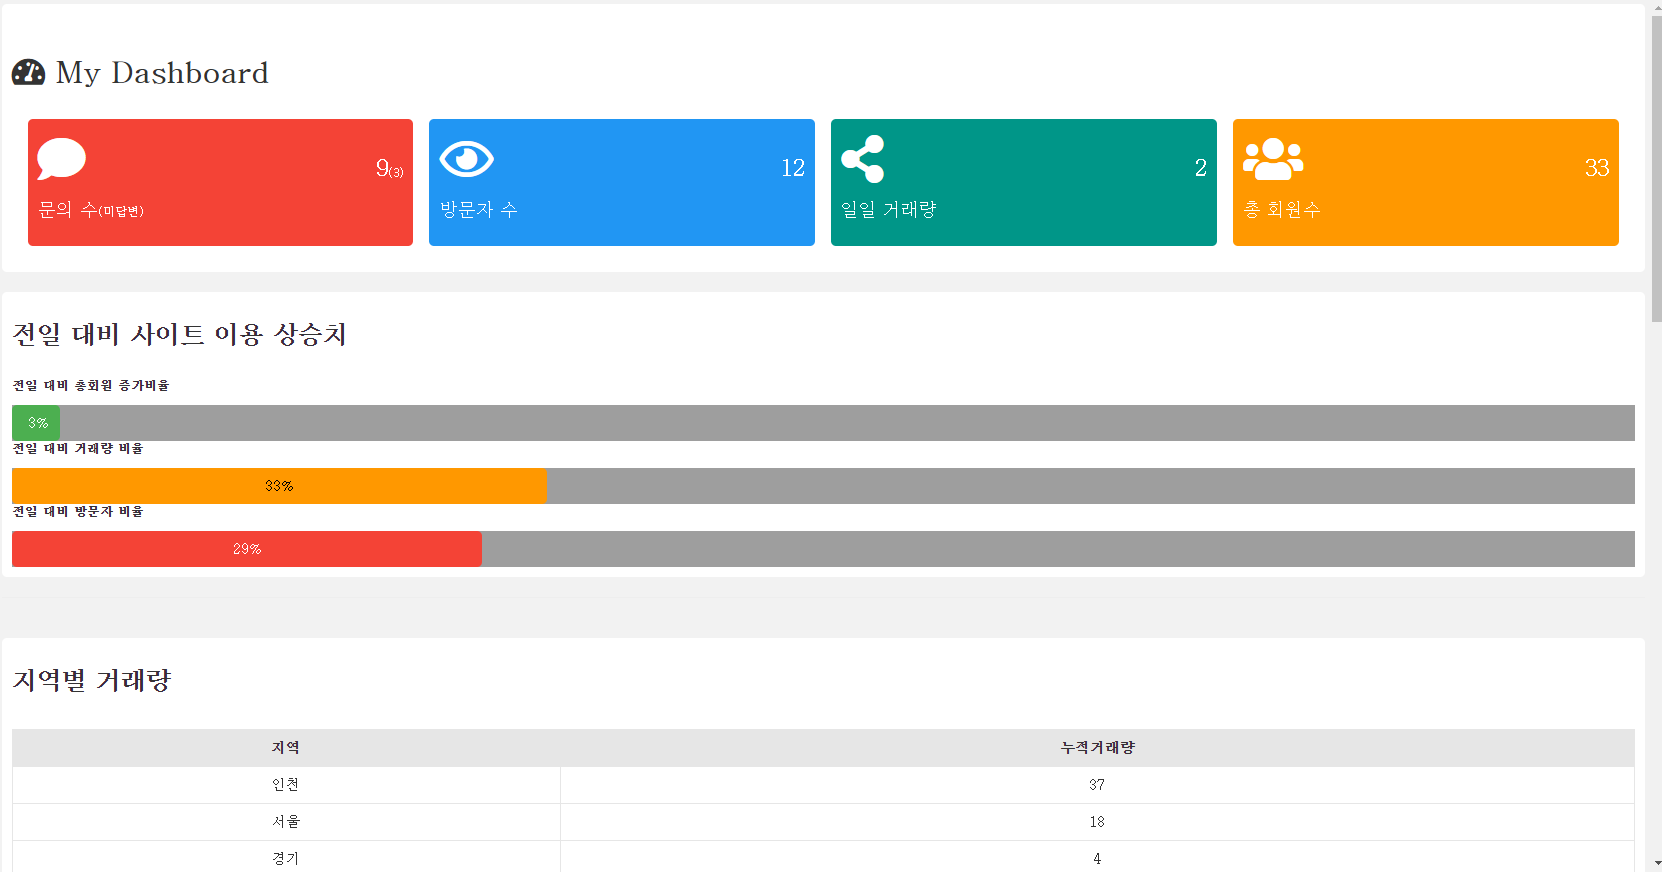 My Dashboard
9(3)
문의 수(미답변)
12
방문자 수
2
일일 거래량
33
총 회원수
전일 대비 사이트 이용 상승치
전일 대비 총회원 증가비율
3%
전일 대비 거래량 비율
33%
전일 대비 방문자 비율
29%
지역별 거래량
지역 누적거래량
인천 37
서울 18
경기 4